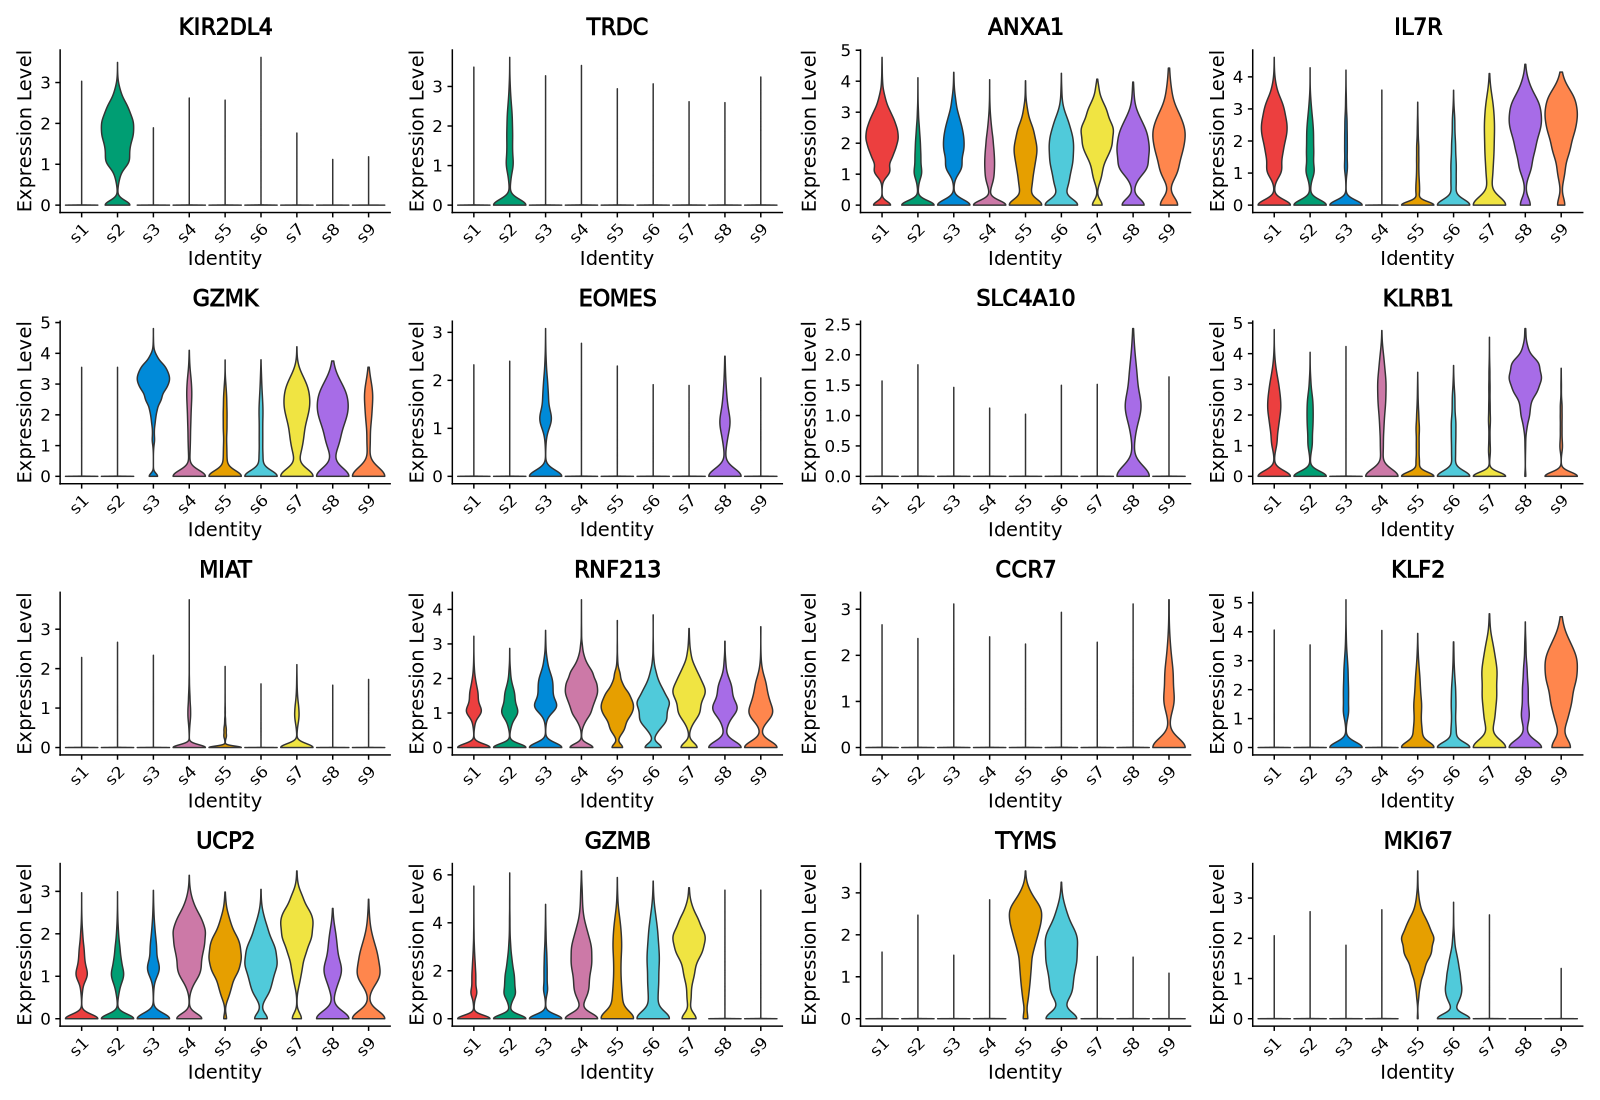 KIR2DL4 TRDC ANXA1 IL7R
Expression Level Expression Level Expression Level Expression Level
3 3 5 4
2 2 4 3
1 1 3 2
0 0 2 1
1 0
0
s1 s2 s3 s4 s5 s6 s7 s8 s9 s1 s2 s3 s4 s5 s6 s7 s8 s9 s1 s2 s3 s4 s5 s6 s7 s8 s9 s1 s2 s3 s4 s5 s6 s7 s8 s9
Identity Identity Identity Identity
GZMK EOMES SLC4A10 KLRB1
Expression Level Expression Level Expression Level Expression Level
5 3 2.5 5
4 2 2.0 4
3 1 1.5 3
2 0 1.0 2
1 0.5 1
0 0.0 0
s1 s2 s3 s4 s5 s6 s7 s8 s9 s1 s2 s3 s4 s5 s6 s7 s8 s9 s1 s2 s3 s4 s5 s6 s7 s8 s9 s1 s2 s3 s4 s5 s6 s7 s8 s9
Identity Identity Identity Identity
MIAT RNF213 CCR7 KLF2
Expression Level Expression Level Expression Level Expression Level
3 4 3 5
2 3 2 4
1 2 1 3
0 1 0 2
0 1
0
s1 s2 s3 s4 s5 s6 s7 s8 s9 s1 s2 s3 s4 s5 s6 s7 s8 s9 s1 s2 s3 s4 s5 s6 s7 s8 s9 s1 s2 s3 s4 s5 s6 s7 s8 s9
Identity Identity Identity Identity
UCP2 GZMB TYMS MKI67
Expression Level Expression Level Expression Level Expression Level
3 6 3 3
2 4 2 2
1 2 1 1
0 0 0 0
s1 s2 s3 s4 s5 s6 s7 s8 s9 s1 s2 s3 s4 s5 s6 s7 s8 s9 s1 s2 s3 s4 s5 s6 s7 s8 s9 s1 s2 s3 s4 s5 s6 s7 s8 s9
Identity Identity Identity Identity